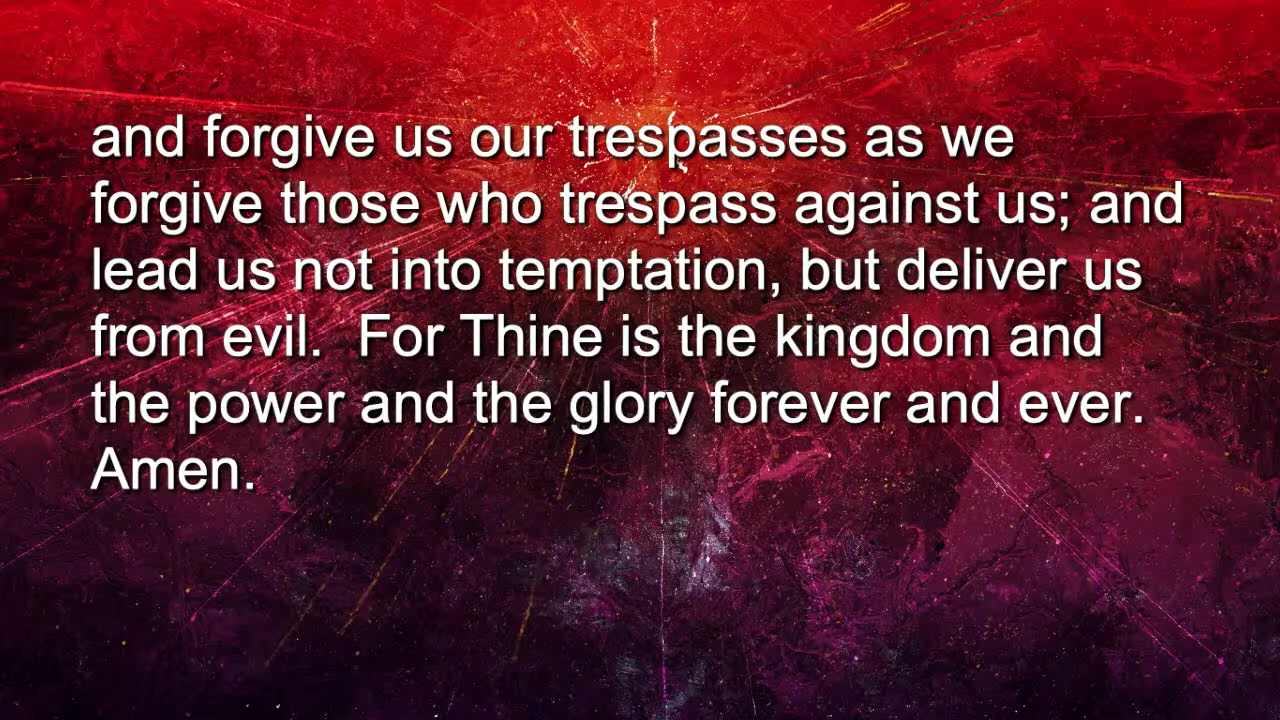 and forgive us our trespasses as we
forgive those who trespass against us; and
lead us not into temptation, but deliver us
from evil.  For Thine is the kingdom and
the power and the glory forever and ever.
Amen.